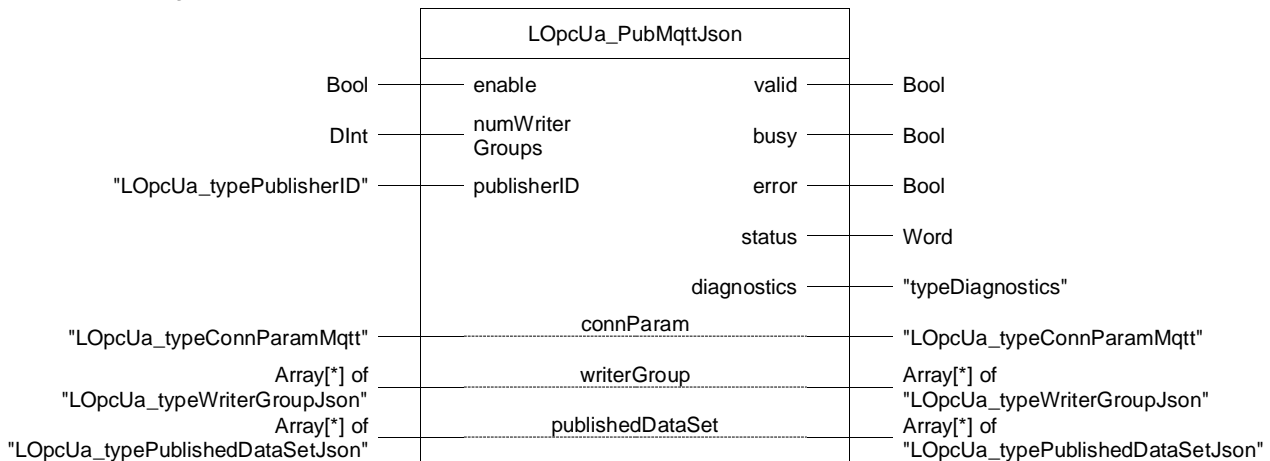 LOpcUa_PubMqttJson
Bool enable valid Bool
DInt numWriter
Groups busy Bool
"LOpcUa_typePublisherID" publisherID error Bool
status Word
diagnostics "typeDiagnostics"
"LOpcUa_typeConnParamMqtt" connParam "LOpcUa_typeConnParamMqtt"
Array[*] of writerGroup Array[*] of
"LOpcUa_typeWriterGroupJson" "LOpcUa_typeWriterGroupJson"
Array[*] of publishedDataSet Array[*] of
"LOpcUa_typePublishedDataSetJson" "LOpcUa_typePublishedDataSetJson"